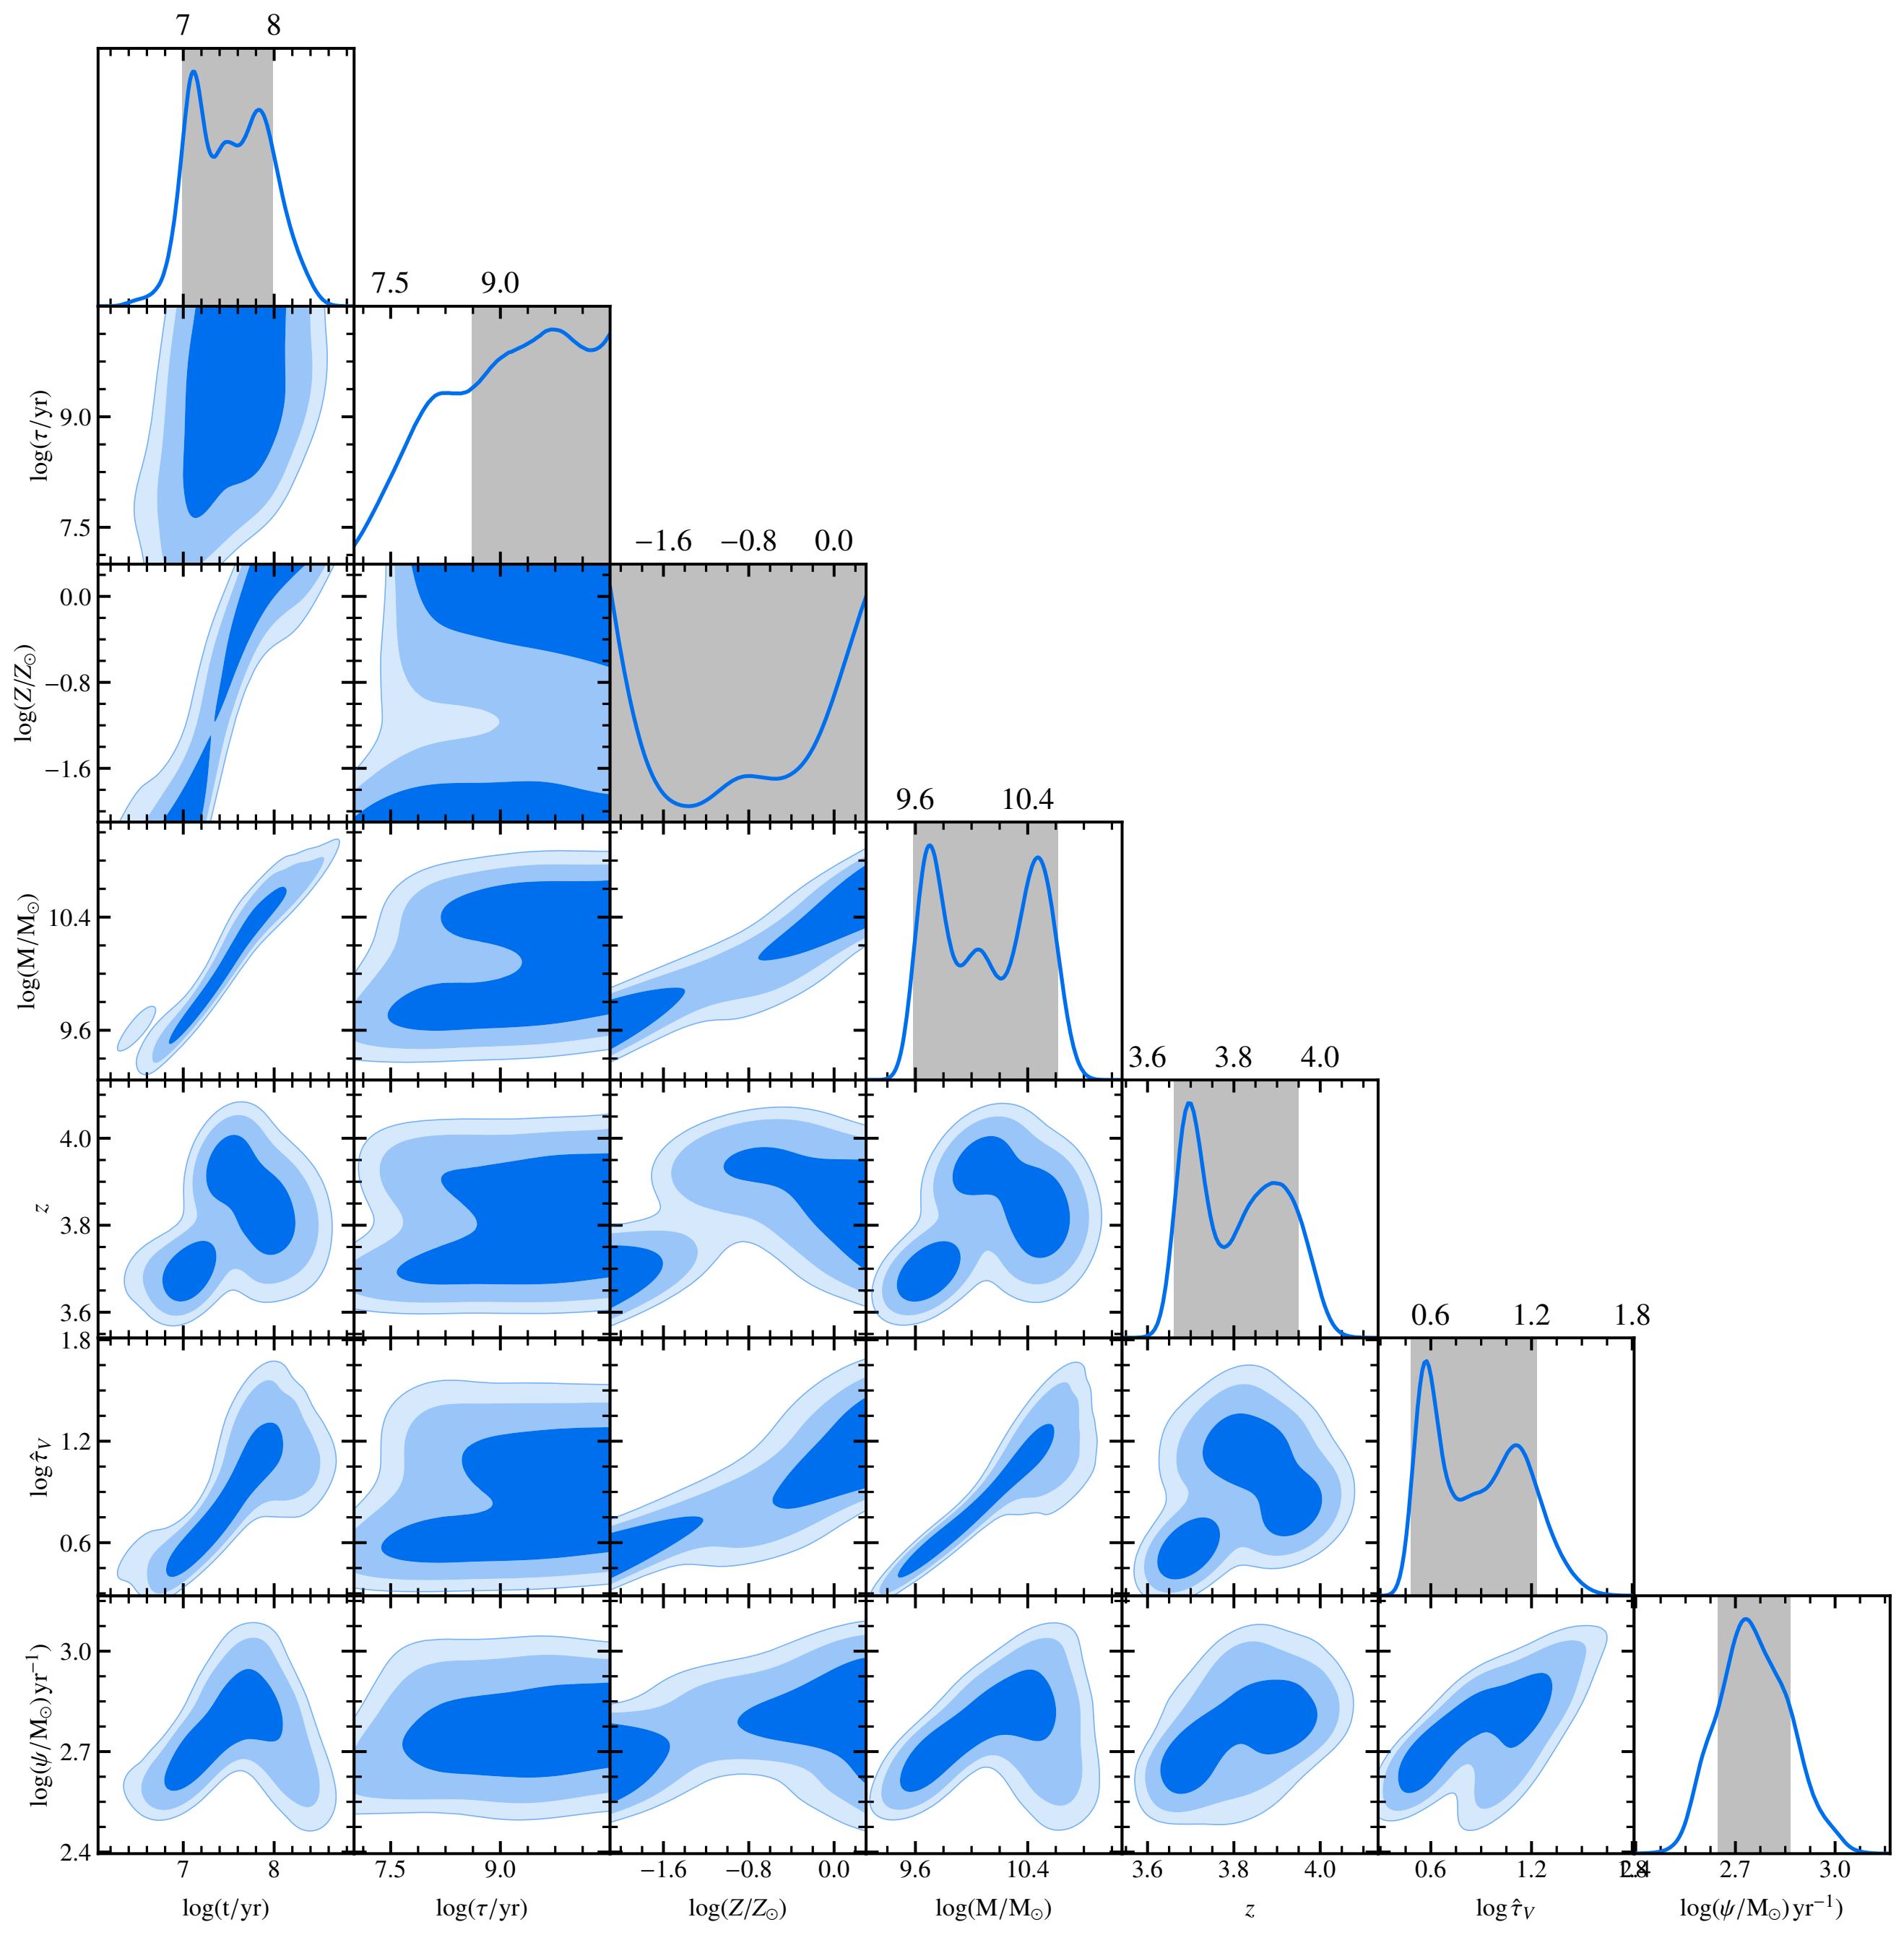 7 8
7.5 9.0
log(τ/yr)
9.0
7.5
−1.6 −0.8 0.0
log(Z/Z⊙)
0.0
−0.8
−1.6
9.6 10.4
log(M/M⊙)
10.4
9.6
3.6 3.8 4.0
z
4.0
3.8
3.6
0.6 1.2 1.8
log τ̂_V
1.8
1.2
0.6
log(ψ/M⊙) yr⁻¹)
3.0
2.7
2.4
7 8 7.5 9.0 −1.6 −0.8 0.0 9.6 10.4 3.6 3.8 4.0 0.6 1.2 1.8 2.4 2.7 3.0
log(t/yr) log(τ/yr) log(Z/Z⊙) log(M/M⊙) z log τ̂_V log(ψ/M⊙) yr⁻¹)